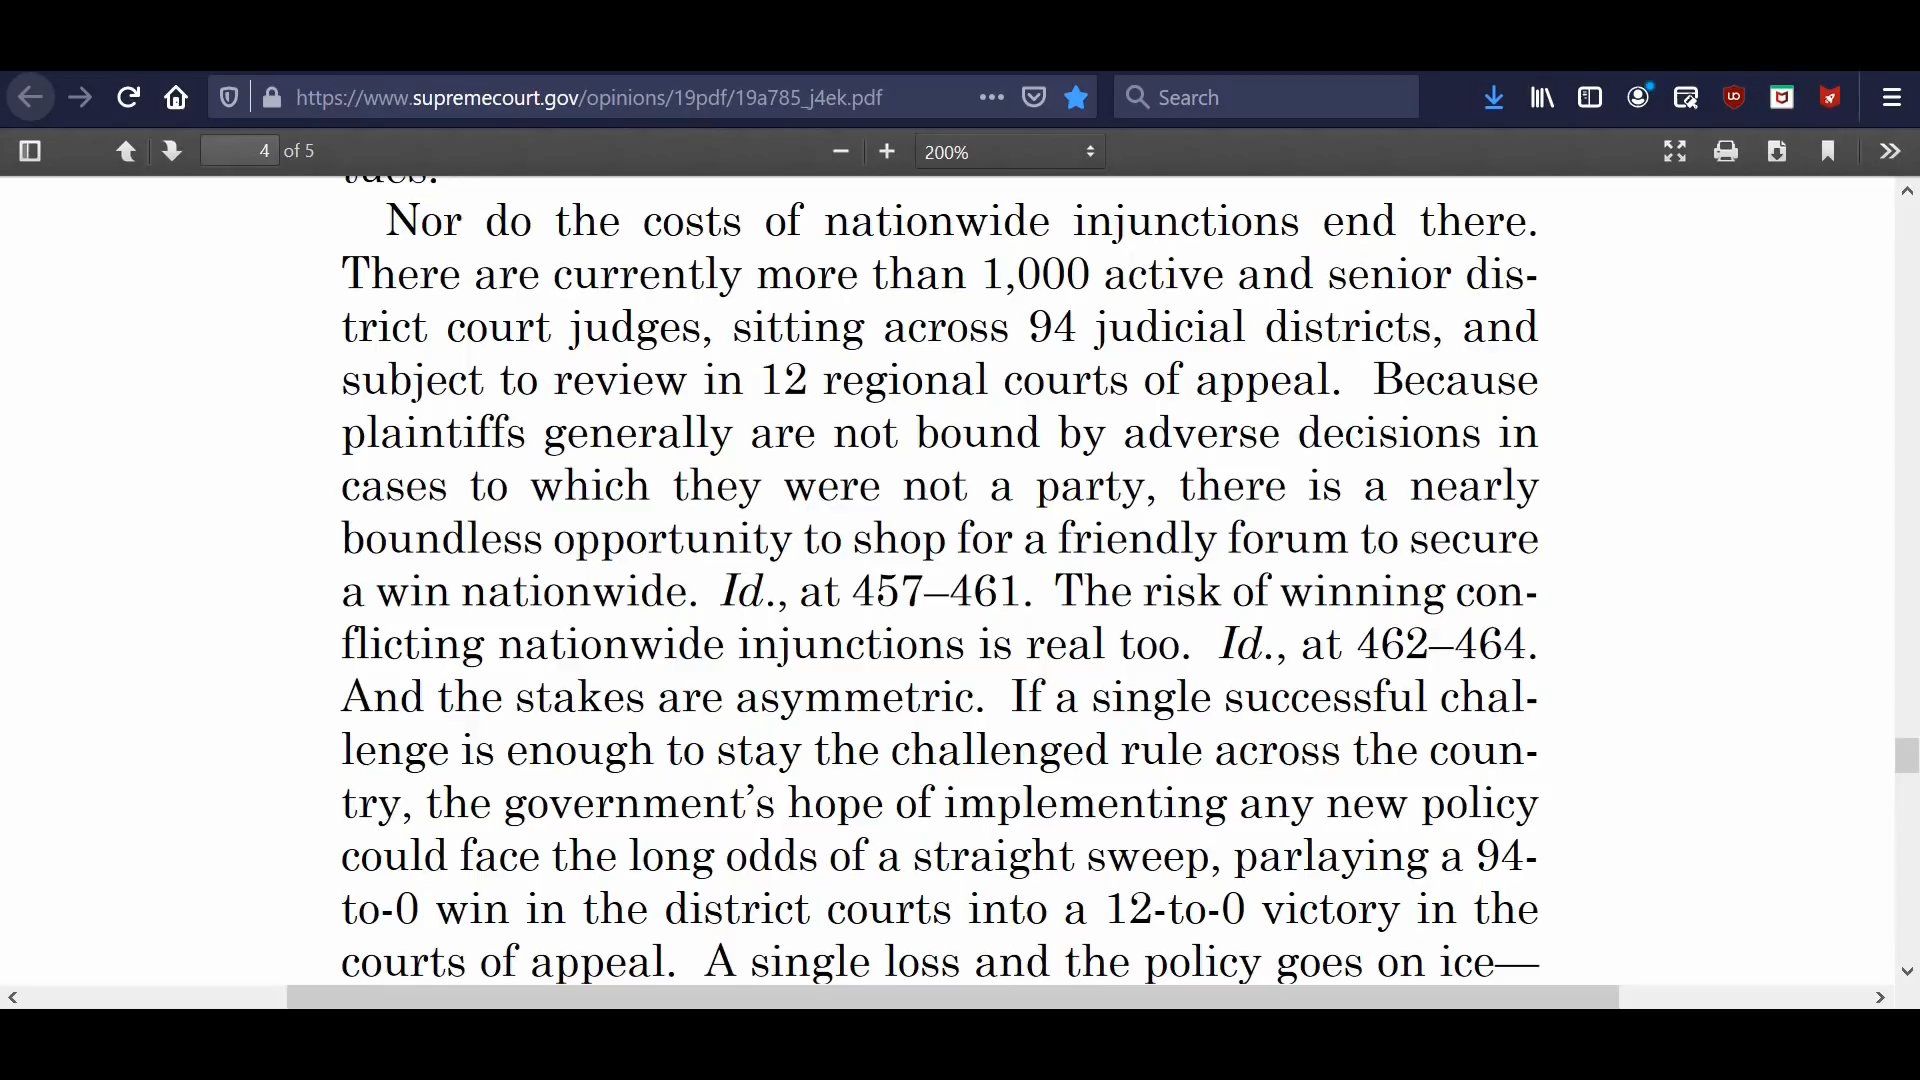 https://www.supremecourt.gov/opinions/19pdf/19a785_j4ek.pdf
Search
4 of 5
200%
tues.
Nor do the costs of nationwide injunctions end there.
There are currently more than 1,000 active and senior dis-
trict court judges, sitting across 94 judicial districts, and
subject to review in 12 regional courts of appeal. Because
plaintiffs generally are not bound by adverse decisions in
cases to which they were not a party, there is a nearly
boundless opportunity to shop for a friendly forum to secure
a win nationwide. Id., at 457–461. The risk of winning con-
flicting nationwide injunctions is real too. Id., at 462–464.
And the stakes are asymmetric. If a single successful chal-
lenge is enough to stay the challenged rule across the coun-
try, the government’s hope of implementing any new policy
could face the long odds of a straight sweep, parlaying a 94-
to-0 win in the district courts into a 12-to-0 victory in the
courts of appeal. A single loss and the policy goes on ice—